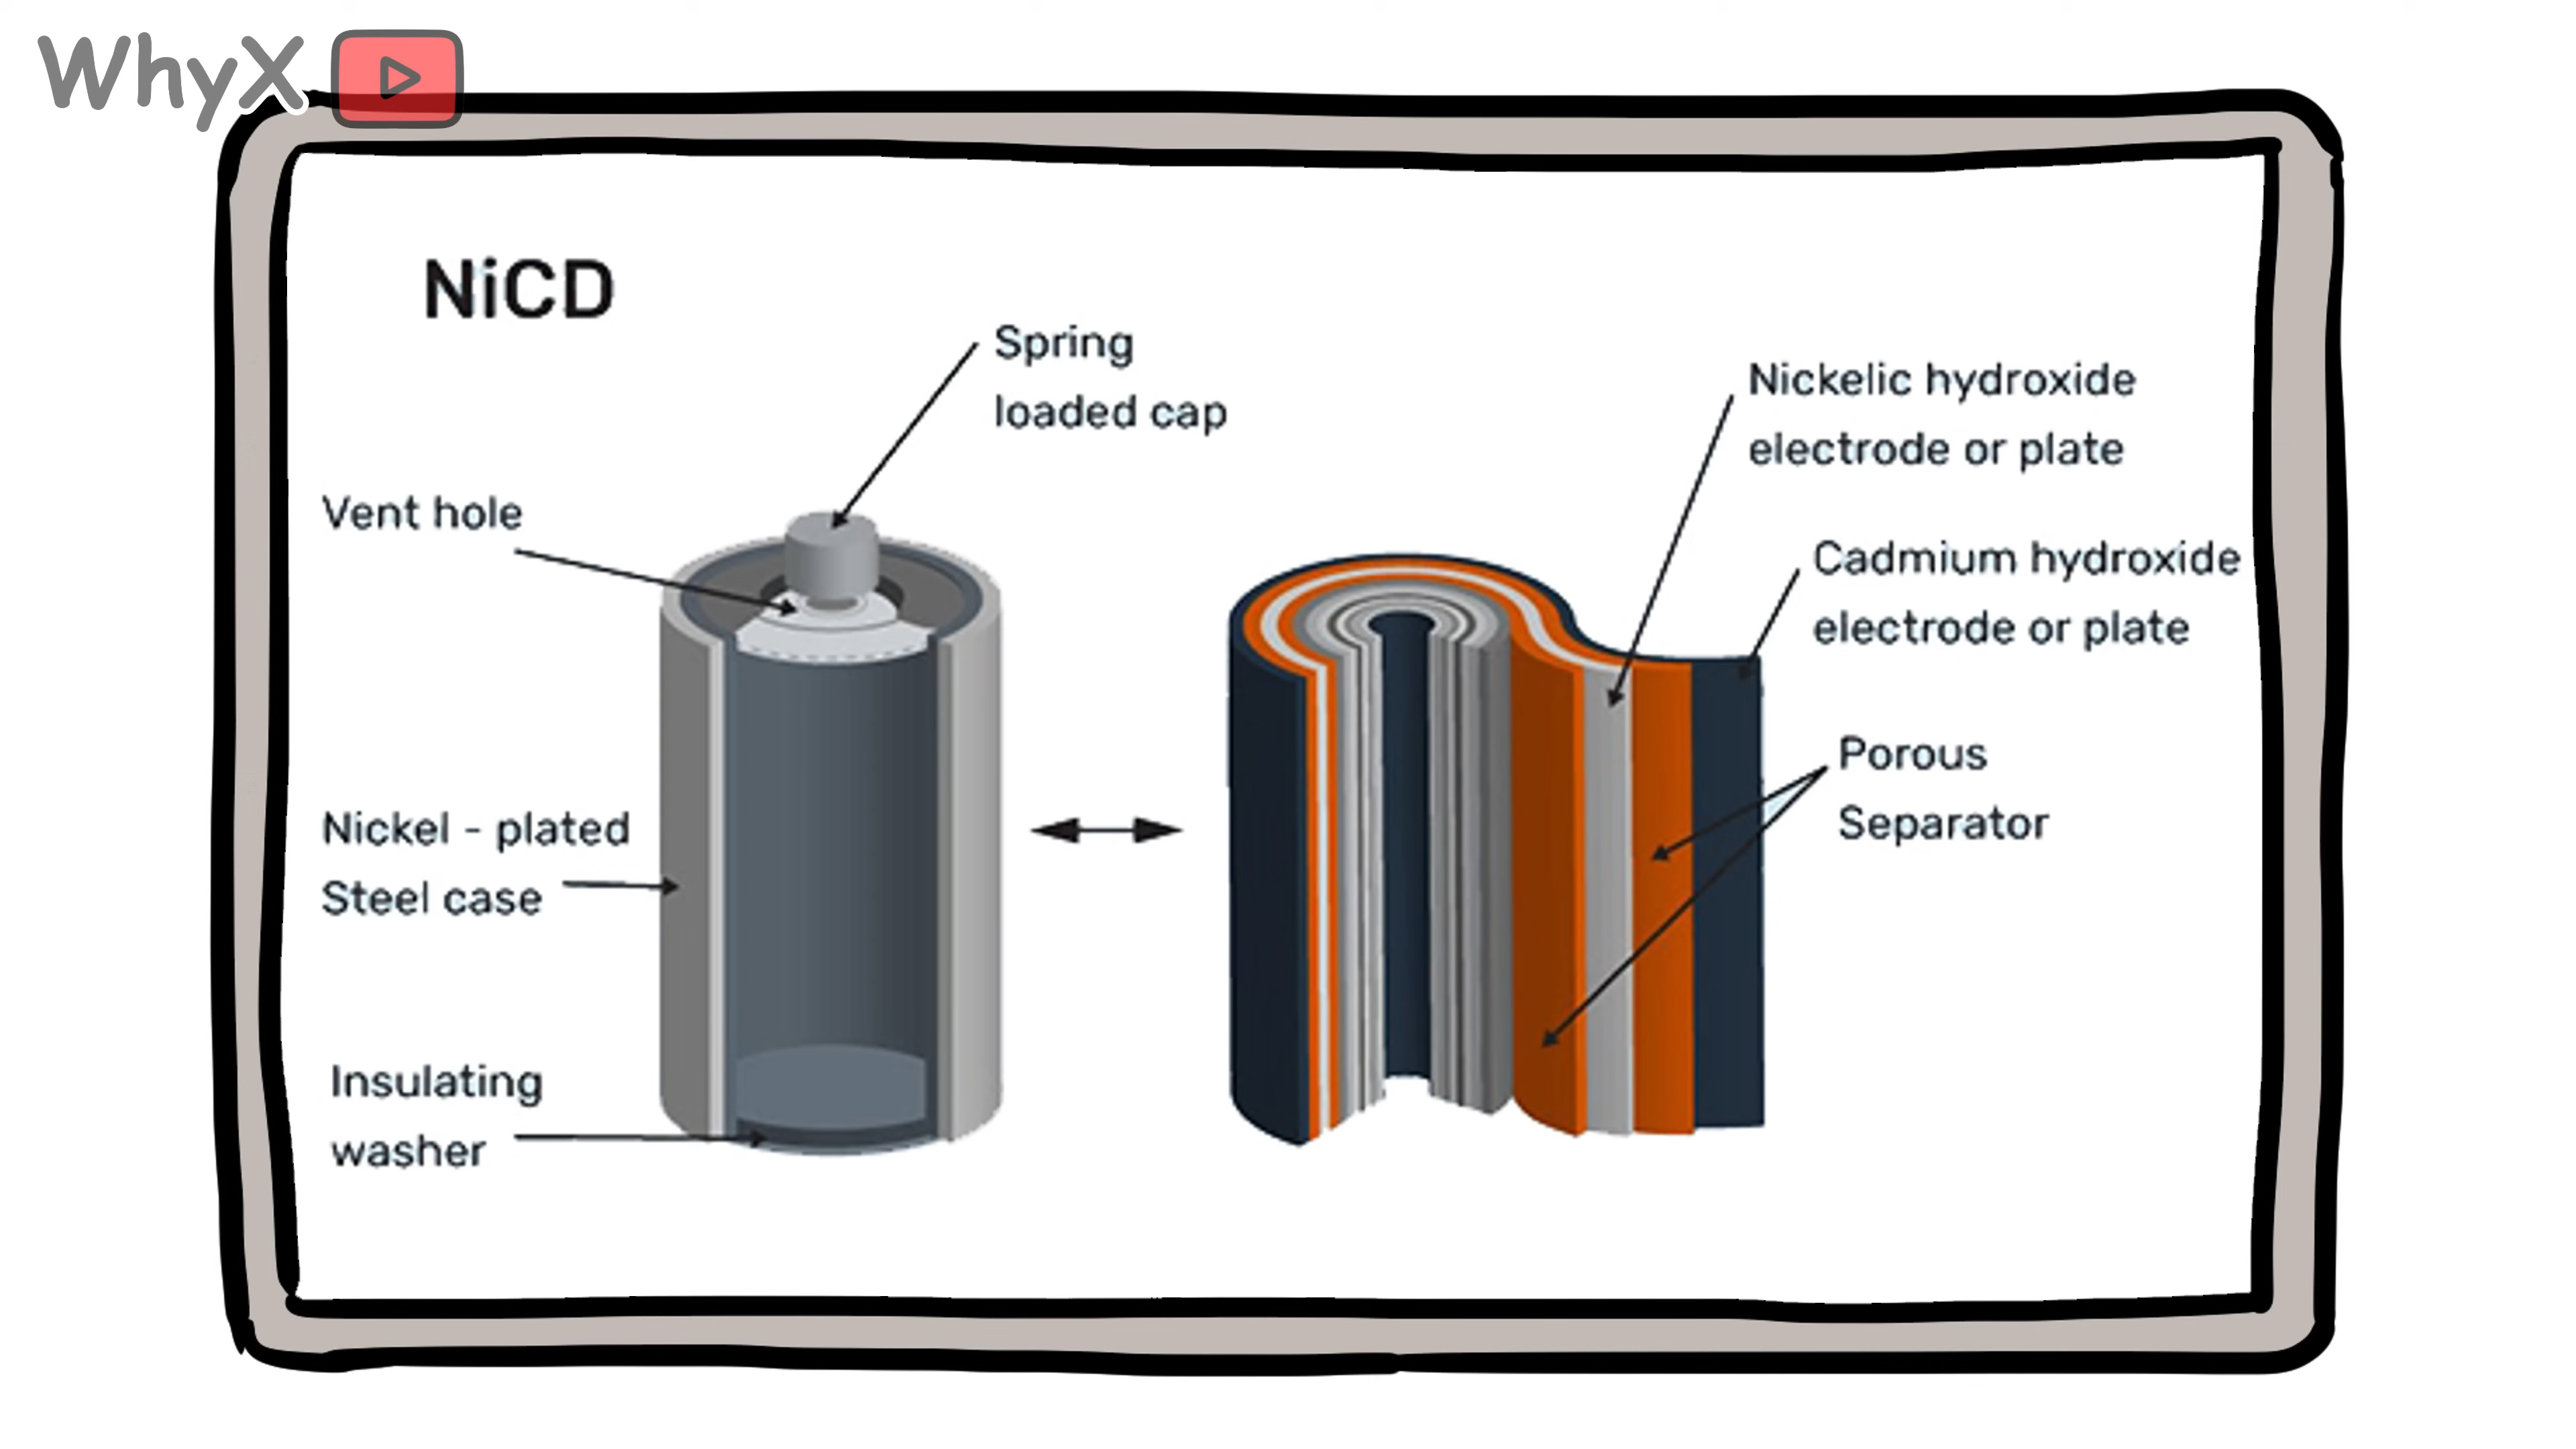 WhyX
NiCD
Spring
loaded cap
Vent hole
Nickel - plated
Steel case
Insulating
washer
Nickelic hydroxide
electrode or plate
Cadmium hydroxide
electrode or plate
Porous
Separator